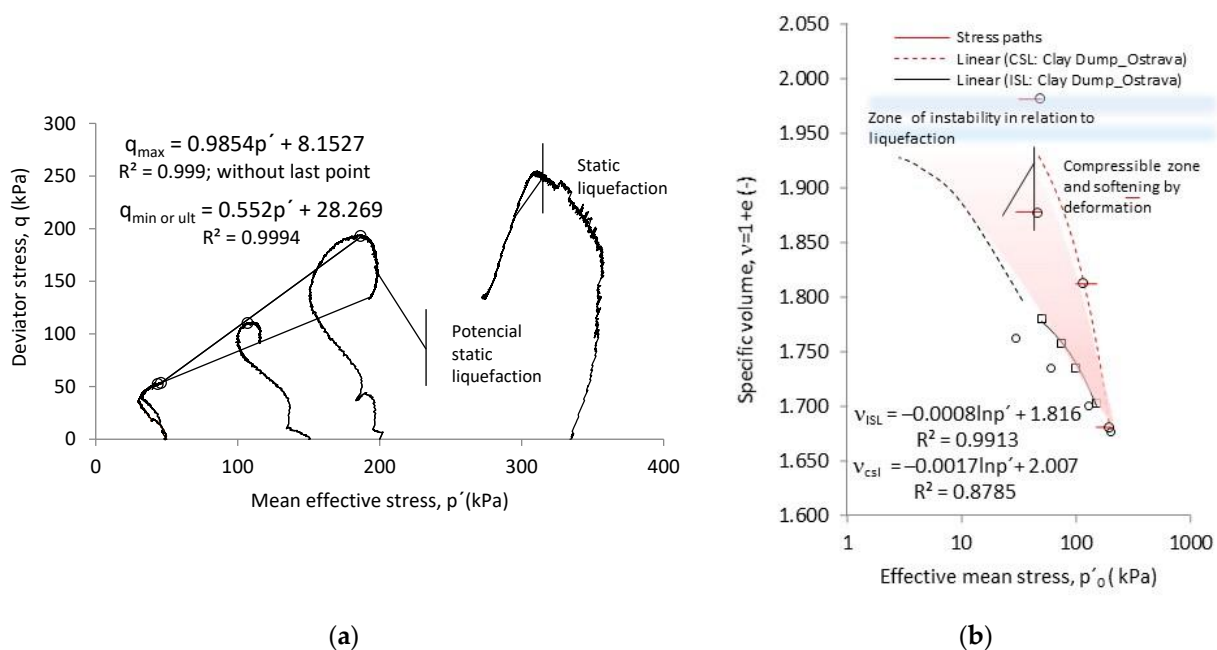 300
250
200
150
100
50
0
Deviator stress, q (kPa)
qmax = 0.9854p´ + 8.1527
R² = 0.999; without last point
qmin or ult = 0.552p´ + 28.269
R² = 0.9994
Static
liquefaction
Potencial
static
liquefaction
0 100 200 300 400
Mean effective stress, p´(kPa)
(a)
2.050
2.000
1.950
1.900
1.850
1.800
1.750
1.700
1.650
1.600
Specific volume, ν=1+e (-)
Stress paths
Linear (CSL: Clay Dump_Ostrava)
Linear (ISL: Clay Dump_Ostrava)
Zone of instability in relation to
liquefaction
Compressible zone
and softening by
deformation
νISL = −0.0008lnp´ + 1.816
R² = 0.9913
νcsl = −0.0017lnp´ + 2.007
R² = 0.8785
1 10 100 1000
Effective mean stress, p´0 ( kPa)
(b)